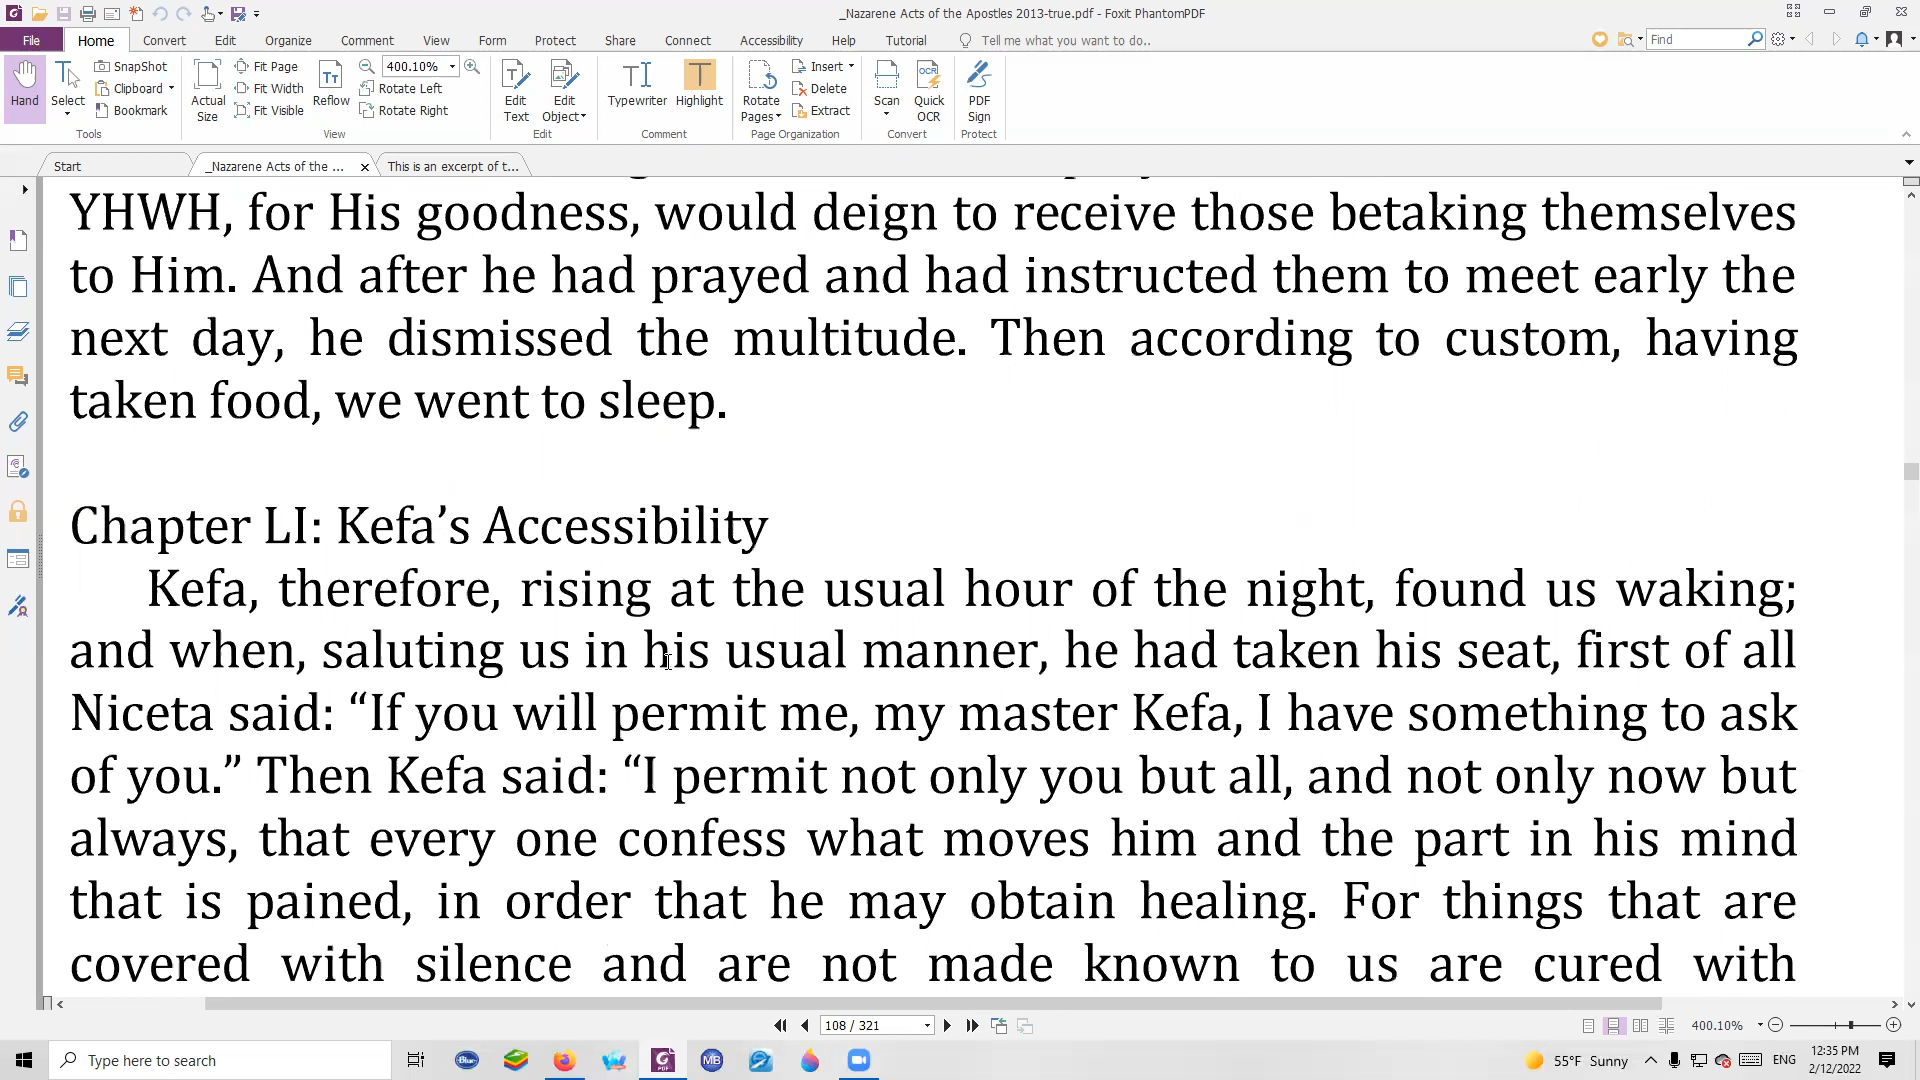 _Nazarene Acts of the Apostles 2013-true.pdf - Foxit PhantomPDF
File Home Convert Edit Organize Comment View Form Protect Share Connect Accessibility Help Tutorial Tell me what you want to do.. Find
Hand
Select
SnapShot
Clipboard
Bookmark
Tools
Actual Size
Fit Page
Fit Width
Fit Visible
Reflow
400.10%
Rotate Left
Rotate Right
View
Edit Text
Edit Object
Edit
Typewriter
Highlight
Comment
Rotate Pages
Insert
Delete
Extract
Page Organization
Scan
Quick OCR
Convert
PDF Sign
Protect
Start
_Nazarene Acts of the ...
This is an excerpt of t...
YHWH, for His goodness, would deign to receive those betaking themselves
to Him. And after he had prayed and had instructed them to meet early the
next day, he dismissed the multitude. Then according to custom, having
taken food, we went to sleep.
Chapter LI: Kefa’s Accessibility
Kefa, therefore, rising at the usual hour of the night, found us waking;
and when, saluting us in his usual manner, he had taken his seat, first of all
Niceta said: “If you will permit me, my master Kefa, I have something to ask
of you.” Then Kefa said: “I permit not only you but all, and not only now but
always, that every one confess what moves him and the part in his mind
that is pained, in order that he may obtain healing. For things that are
covered with silence and are not made known to us are cured with
108 / 321
400.10%
Type here to search
55°F Sunny
ENG
12:35 PM
2/12/2022